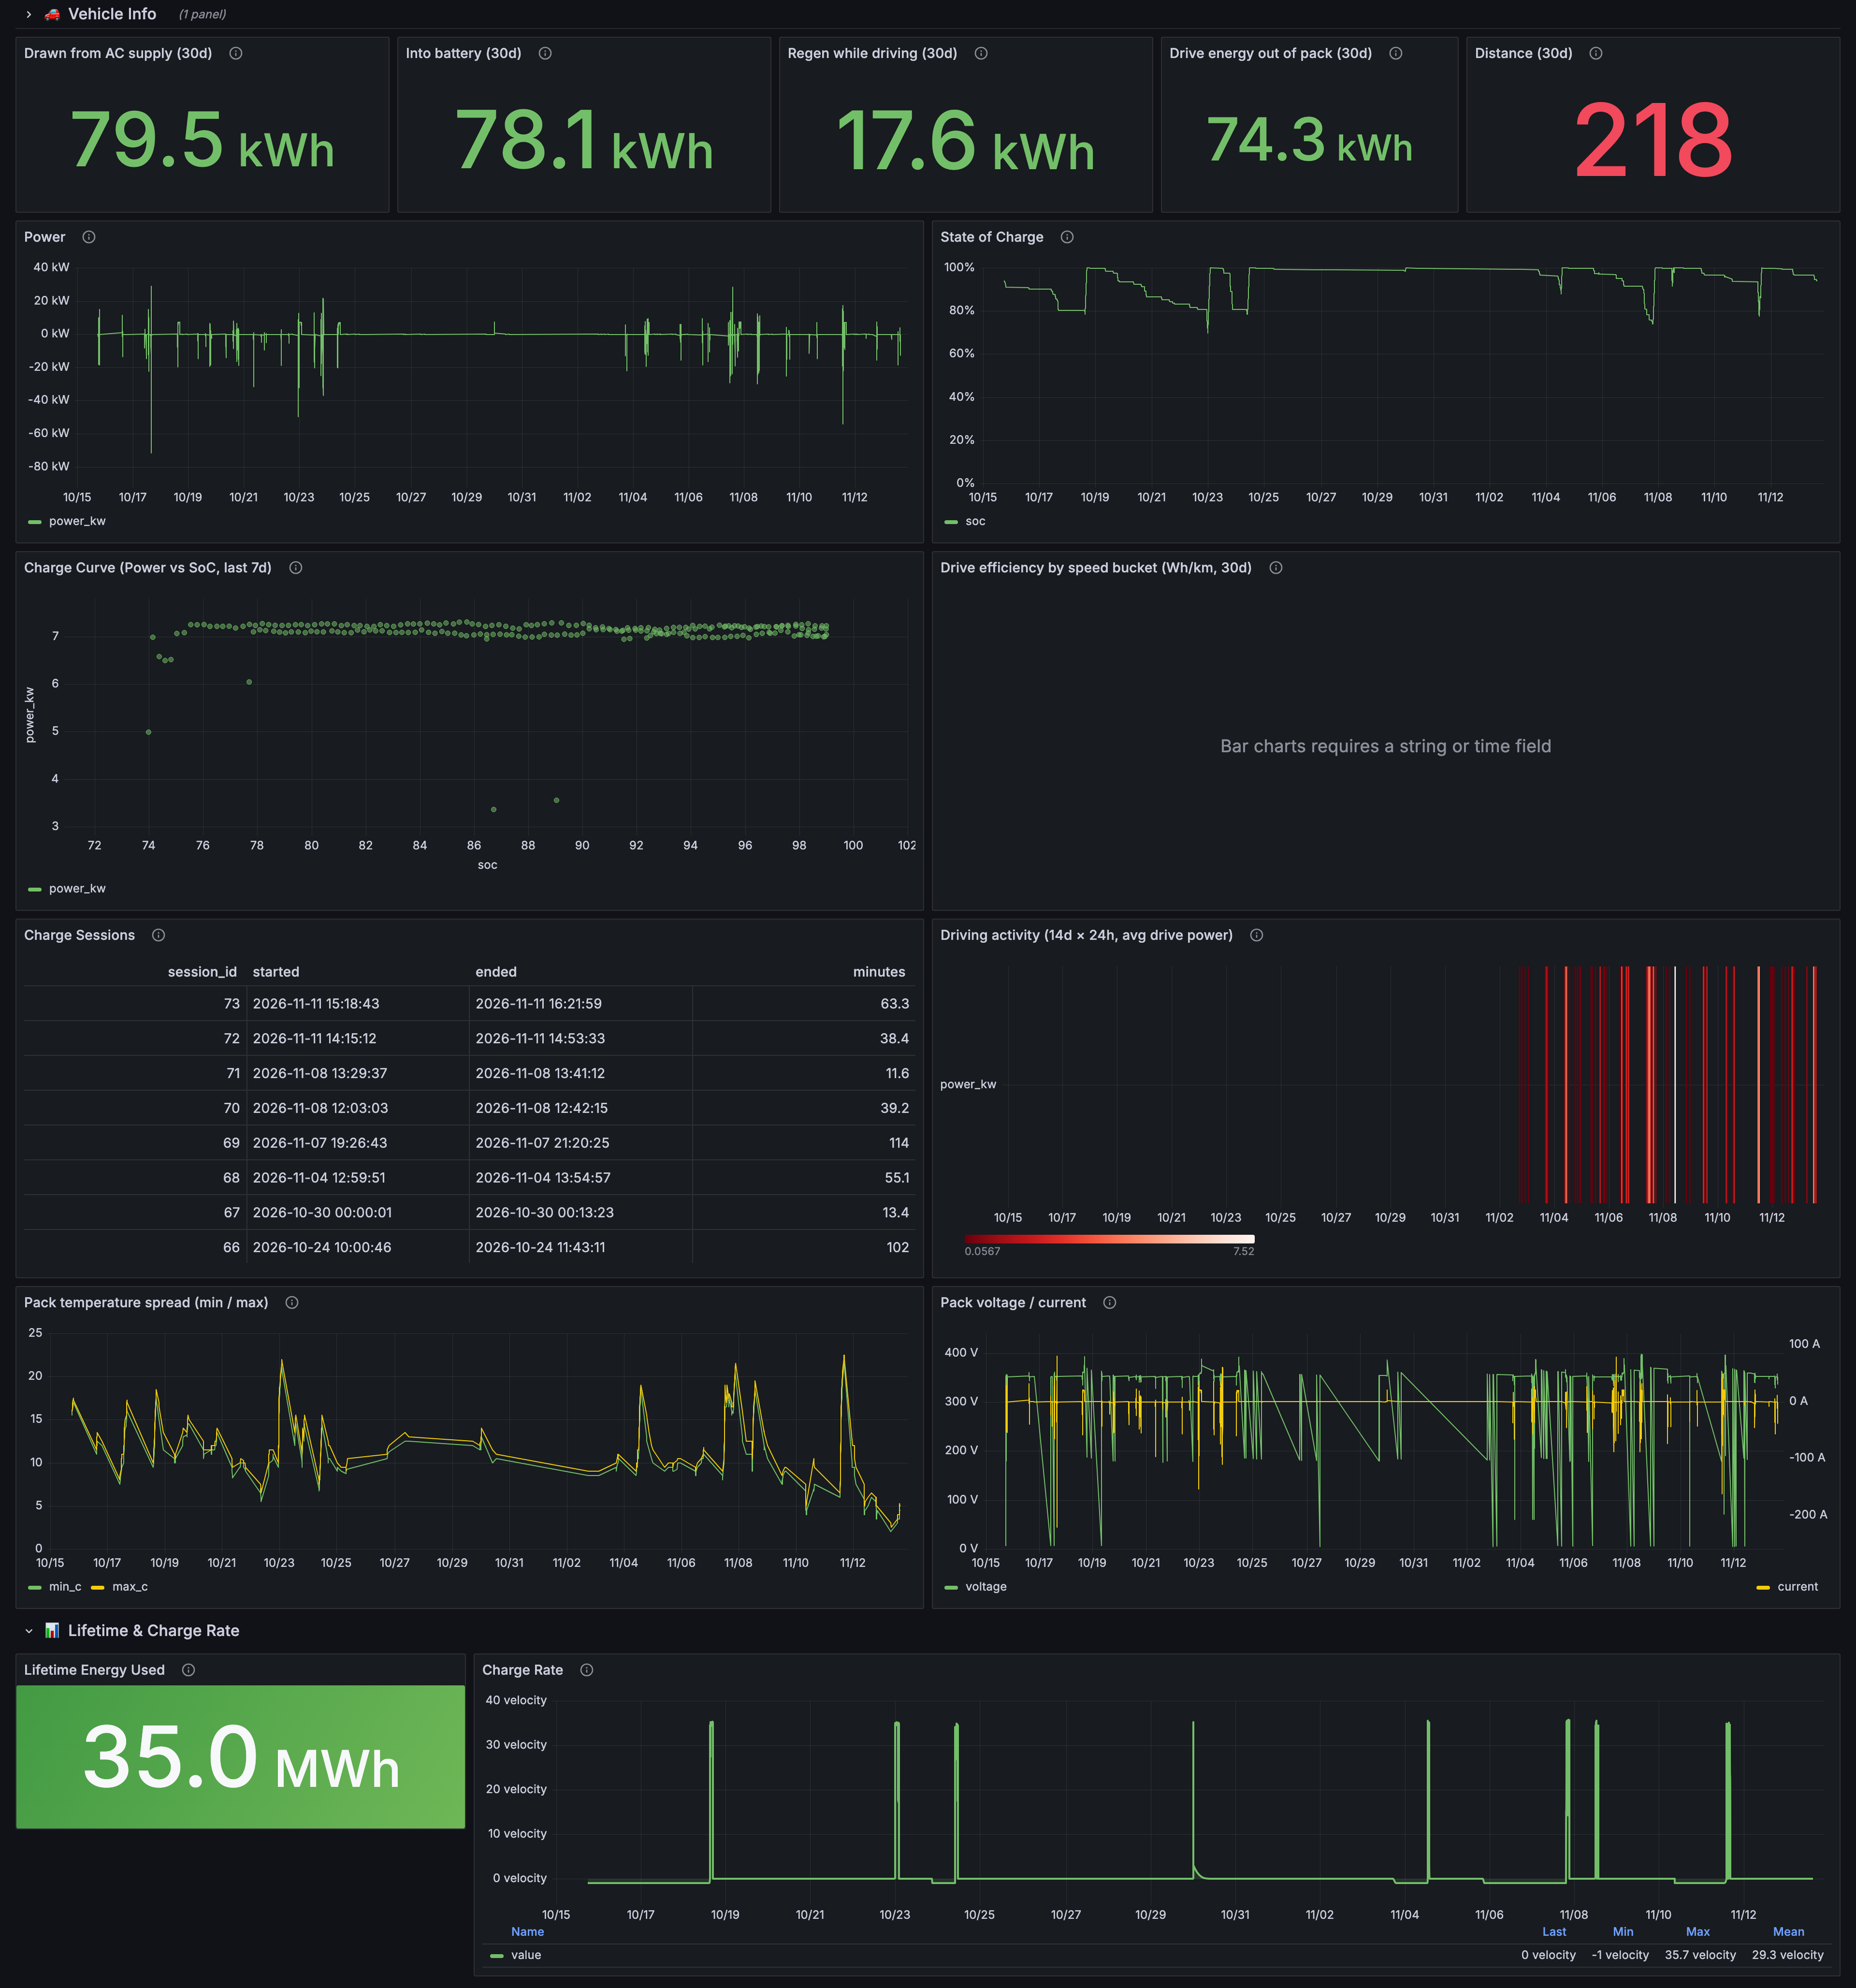 Vehicle Info (1 panel)
Drawn from AC supply (30d)
79.5 kWh
Into battery (30d)
78.1 kWh
Regen while driving (30d)
17.6 kWh
Drive energy out of pack (30d)
74.3 kWh
Distance (30d)
218
Power
40 kW
20 kW
0 kW
-20 kW
-40 kW
-60 kW
-80 kW
10/15 10/17 10/19 10/21 10/23 10/25 10/27 10/29 10/31 11/02 11/04 11/06 11/08 11/10 11/12
power_kw
State of Charge
100%
80%
60%
40%
20%
0%
10/15 10/17 10/19 10/21 10/23 10/25 10/27 10/29 10/31 11/02 11/04 11/06 11/08 11/10 11/12
soc
Charge Curve (Power vs SoC, last 7d)
power_kw
7
6
5
4
3
72 74 76 78 80 82 84 86 88 90 92 94 96 98 100 102
soc
power_kw
Drive efficiency by speed bucket (Wh/km, 30d)
Bar charts requires a string or time field
Charge Sessions
session_id started ended minutes
73 2026-11-11 15:18:43 2026-11-11 16:21:59 63.3
72 2026-11-11 14:15:12 2026-11-11 14:53:33 38.4
71 2026-11-08 13:29:37 2026-11-08 13:41:12 11.6
70 2026-11-08 12:03:03 2026-11-08 12:42:15 39.2
69 2026-11-07 19:26:43 2026-11-07 21:20:25 114
68 2026-11-04 12:59:51 2026-11-04 13:54:57 55.1
67 2026-10-30 00:00:01 2026-10-30 00:13:23 13.4
66 2026-10-24 10:00:46 2026-10-24 11:43:11 102
Driving activity (14d × 24h, avg drive power)
power_kw
10/15 10/17 10/19 10/21 10/23 10/25 10/27 10/29 10/31 11/02 11/04 11/06 11/08 11/10 11/12
0.0567 7.52
Pack temperature spread (min / max)
25
20
15
10
5
0
10/15 10/17 10/19 10/21 10/23 10/25 10/27 10/29 10/31 11/02 11/04 11/06 11/08 11/10 11/12
min_c max_c
Pack voltage / current
400 V
300 V
200 V
100 V
0 V
100 A
0 A
-100 A
-200 A
10/15 10/17 10/19 10/21 10/23 10/25 10/27 10/29 10/31 11/02 11/04 11/06 11/08 11/10 11/12
voltage current
Lifetime & Charge Rate
Lifetime Energy Used
35.0 MWh
Charge Rate
40 velocity
30 velocity
20 velocity
10 velocity
0 velocity
10/15 10/17 10/19 10/21 10/23 10/25 10/27 10/29 10/31 11/02 11/04 11/06 11/08 11/10 11/12
Name Last Min Max Mean
value 0 velocity -1 velocity 35.7 velocity 29.3 velocity